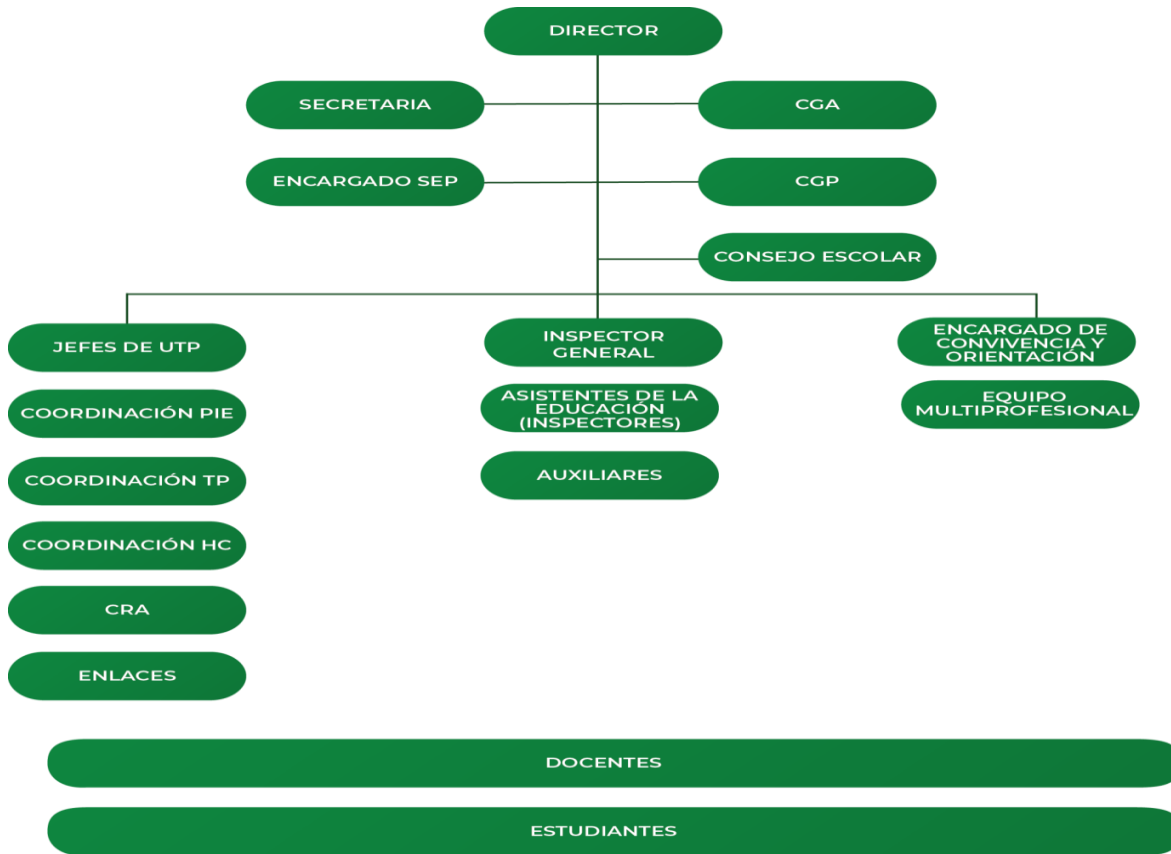 DIRECTOR
SECRETARIA
CGA
ENCARGADO SEP
CGP
CONSEJO ESCOLAR
JEFES DE UTP
COORDINACIÓN PIE
COORDINACIÓN TP
COORDINACIÓN HC
CRA
ENLACES
INSPECTOR
GENERAL
ASISTENTES DE LA
EDUCACIÓN
(INSPECTORES)
AUXILIARES
ENCARGADO DE
CONVIVENCIA Y
ORIENTACIÓN
EQUIPO
MULTIPROFESIONAL
DOCENTES
ESTUDIANTES